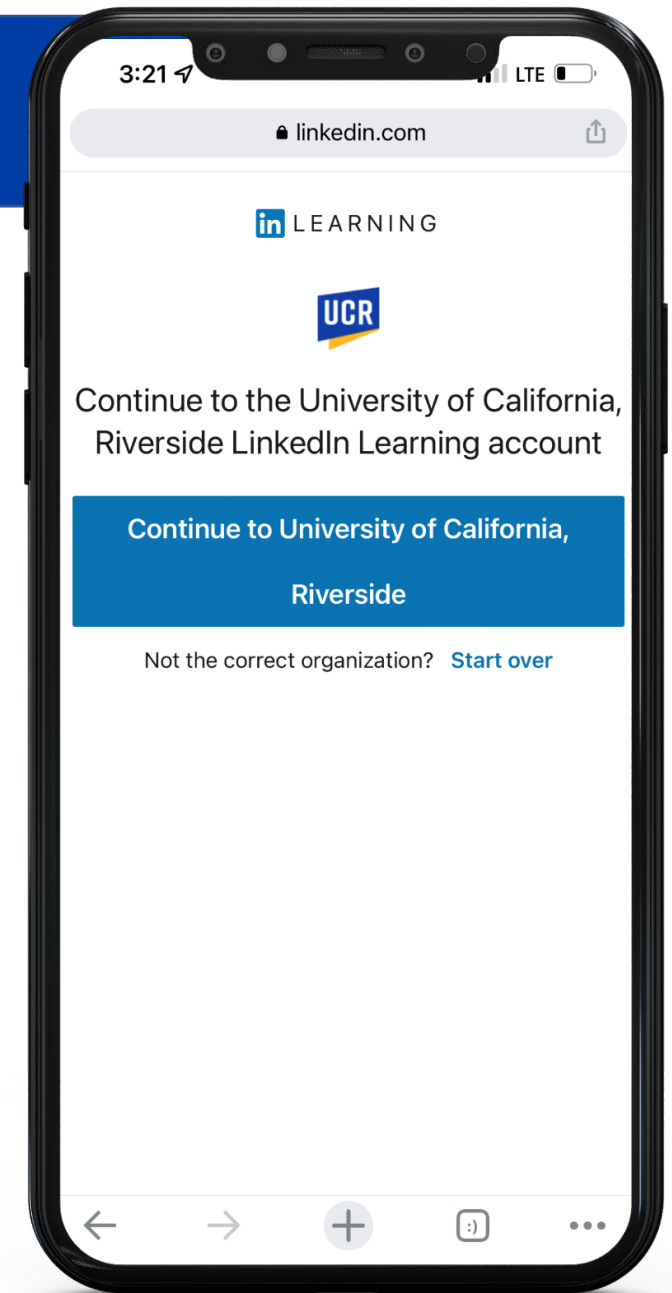 3:21
LTE
linkedin.com
in LEARNING
UCR
Continue to the University of California,
Riverside LinkedIn Learning account
Continue to University of California,
Riverside
Not the correct organization? Start over
:)